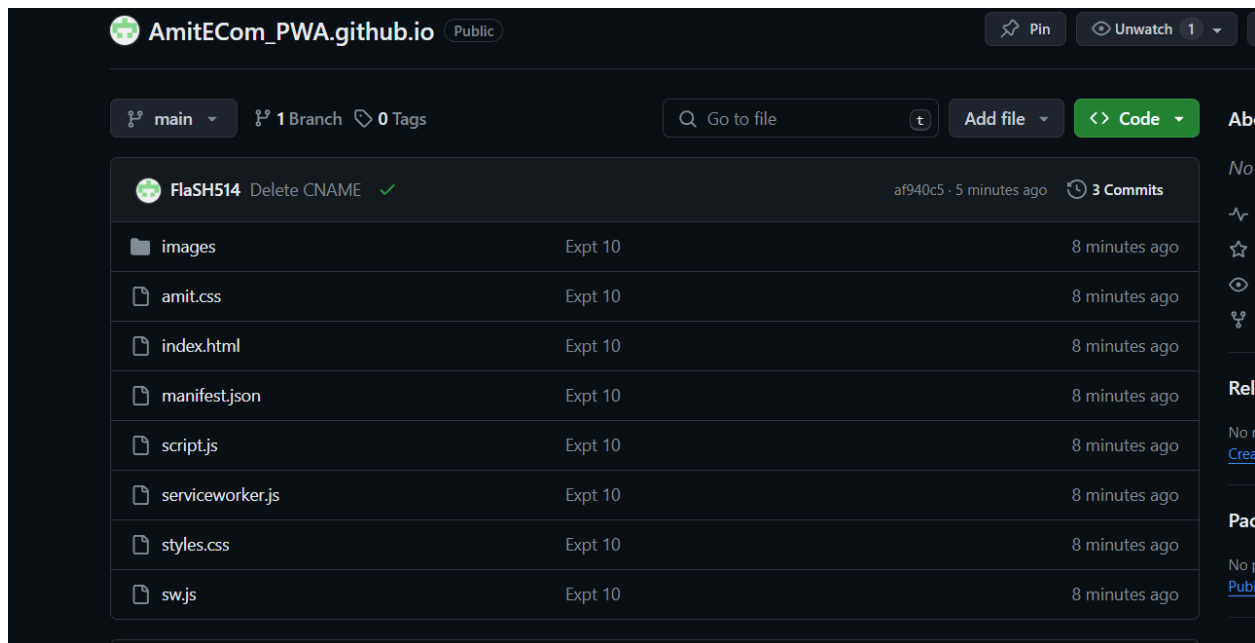 AmitECom_PWA.github.io Public Pin Unwatch 1
main 1 Branch 0 Tags Go to file t Add file Code
FlaSH514 Delete CNAME af940c5 · 5 minutes ago 3 Commits
images Expt 10 8 minutes ago
amit.css Expt 10 8 minutes ago
index.html Expt 10 8 minutes ago
manifest.json Expt 10 8 minutes ago
script.js Expt 10 8 minutes ago
serviceworker.js Expt 10 8 minutes ago
styles.css Expt 10 8 minutes ago
sw.js Expt 10 8 minutes ago
No
No